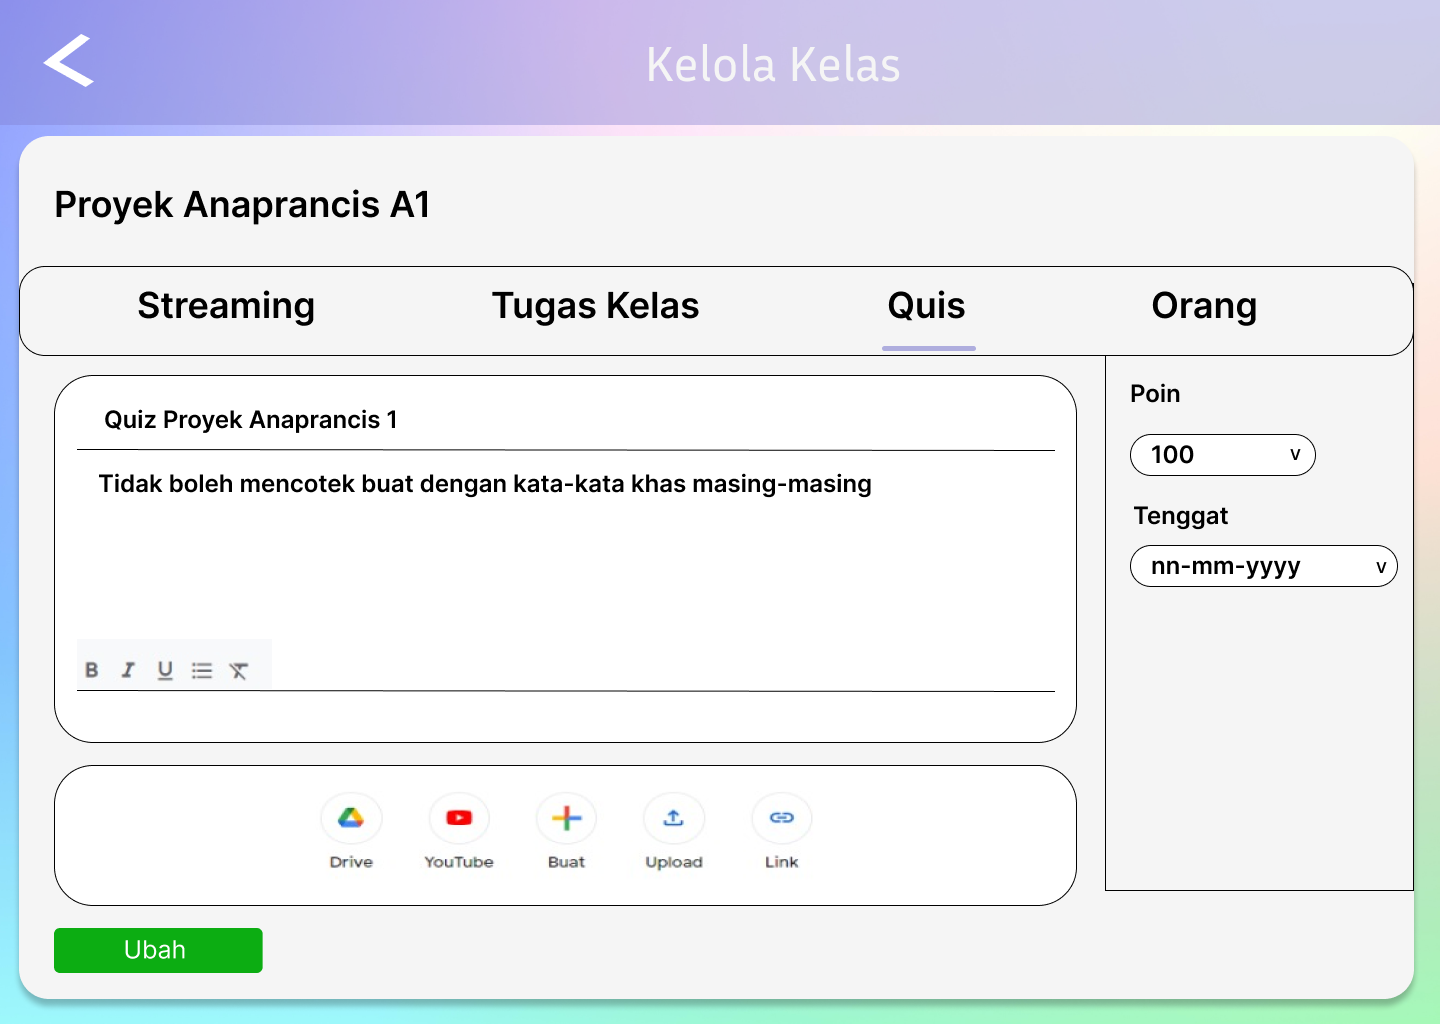 Kelola Kelas
Proyek Anaprancis A1
Streaming Tugas Kelas Quis Orang
Quiz Proyek Anaprancis 1
Tidak boleh mencotek buat dengan kata-kata khas masing-masing
B I U
Drive YouTube Buat Upload Link
Ubah
Poin
100 v
Tenggat
nn-mm-yyyy v